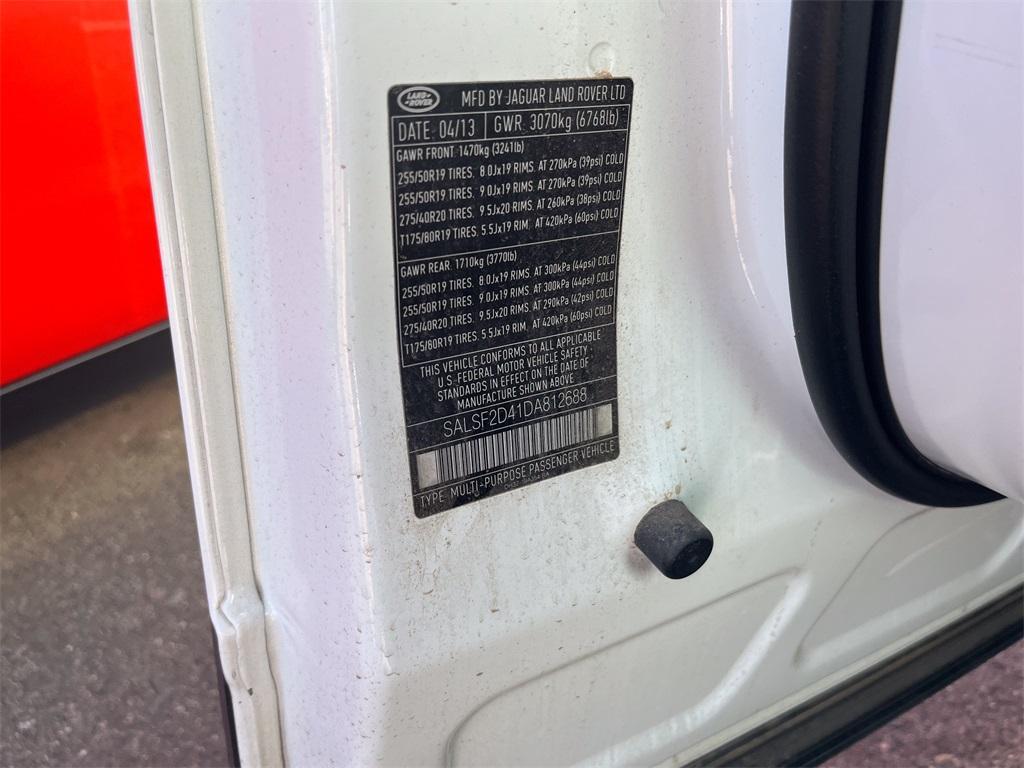 LAND ROVER
MFD BY JAGUAR LAND ROVER LTD
DATE: 04/13 GWR: 3070kg (6768lb)
GAWR FRONT: 1470kg (3241lb)
255/50R19 TIRES. 8.0Jx19 RIMS. AT 270kPa (39psi) COLD
255/50R19 TIRES. 9.0Jx19 RIMS. AT 270kPa (39psi) COLD
275/40R20 TIRES. 9.5Jx20 RIMS. AT 260kPa (38psi) COLD
T175/80R19 TIRES. 5.5Jx19 RIM. AT 420kPa (60psi) COLD
GAWR REAR: 1710kg (3770lb)
255/50R19 TIRES. 8.0Jx19 RIMS. AT 300kPa (44psi) COLD
255/50R19 TIRES. 9.0Jx19 RIMS. AT 300kPa (44psi) COLD
275/40R20 TIRES. 9.5Jx20 RIMS. AT 290kPa (42psi) COLD
T175/80R19 TIRES. 5.5Jx19 RIM. AT 420kPa (60psi) COLD
THIS VEHICLE CONFORMS TO ALL APPLICABLE
U.S. FEDERAL MOTOR VEHICLE SAFETY
STANDARDS IN EFFECT ON THE DATE OF
MANUFACTURE SHOWN ABOVE
SALSF2D41DA812688
TYPE: MULTI-PURPOSE PASSENGER VEHICLE